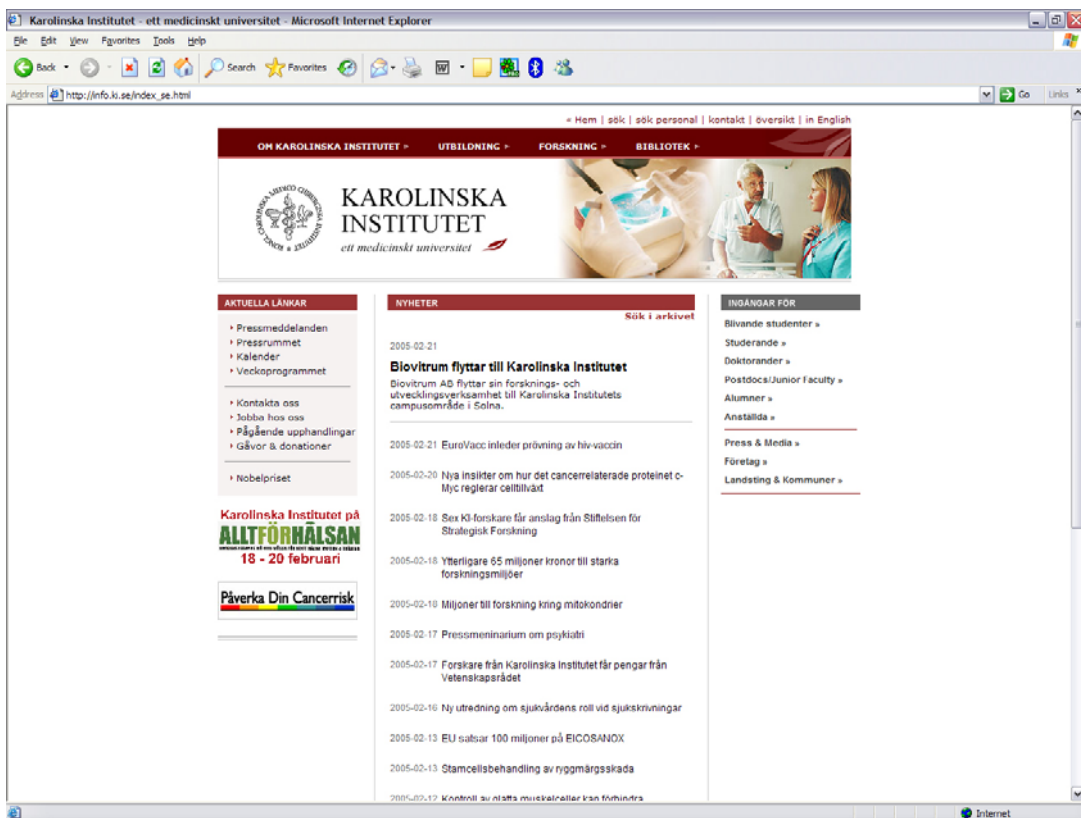 Karolinska Institutet - ett medicinskt universitet - Microsoft Internet Explorer
File Edit View Favorites Tools Help
Back Search Favorites W
Address http://info.ki.se/index_se.html Go Links
« Hem | sök | sök personal | kontakt | översikt | in English
OM KAROLINSKA INSTITUTET UTBILDNING FORSKNING BIBLIOTEK
KAROLINSKA
INSTITUTET
ett medicinskt universitet
AKTUELLA LÄNKAR
Pressmeddelanden
Pressrummet
Kalender
Veckoprogrammet
Kontakta oss
Jobba hos oss
Pågående upphandlingar
Gåvor & donationer
Nobelpriset
Karolinska Institutet på
ALLTFÖRHÄLSAN
18 - 20 februari
Påverka Din Cancerrisk
NYHETER
Sök i arkivet
2005-02-21
Biovitrum flyttar till Karolinska Institutet
Biovitrum AB flyttar sin forsknings- och
utvecklingsverksamhet till Karolinska Institutets
campusområde i Solna.
2005-02-21 EuroVacc inleder prövning av hiv-vaccin
2005-02-20 Nya insikter om hur det cancerrelaterade proteinet c-
Myc reglerar celltillväxt
2005-02-18 Sex KI-forskare får anslag från Stiftelsen för
Strategisk Forskning
2005-02-18 Ytterligare 65 miljoner kronor till starka
forskningsmiljöer
2005-02-18 Miljoner till forskning kring mitokondrier
2005-02-17 Pressmeninarium om psykiatri
2005-02-17 Forskare från Karolinska Institutet får pengar från
Vetenskapsrådet
2005-02-16 Ny utredning om sjukvårdens roll vid sjukskrivningar
2005-02-13 EU satsar 100 miljoner på EICOSANOX
2005-02-13 Stamcellsbehandling av ryggmärgsskada
2005-02-12 Kontroll av glatta muskelceller kan förhindra
INGÅNGAR FÖR
Blivande studenter »
Studerande »
Doktorander »
Postdocs/Junior Faculty »
Alumner »
Anställda »
Press & Media »
Företag »
Landsting & Kommuner »
Internet